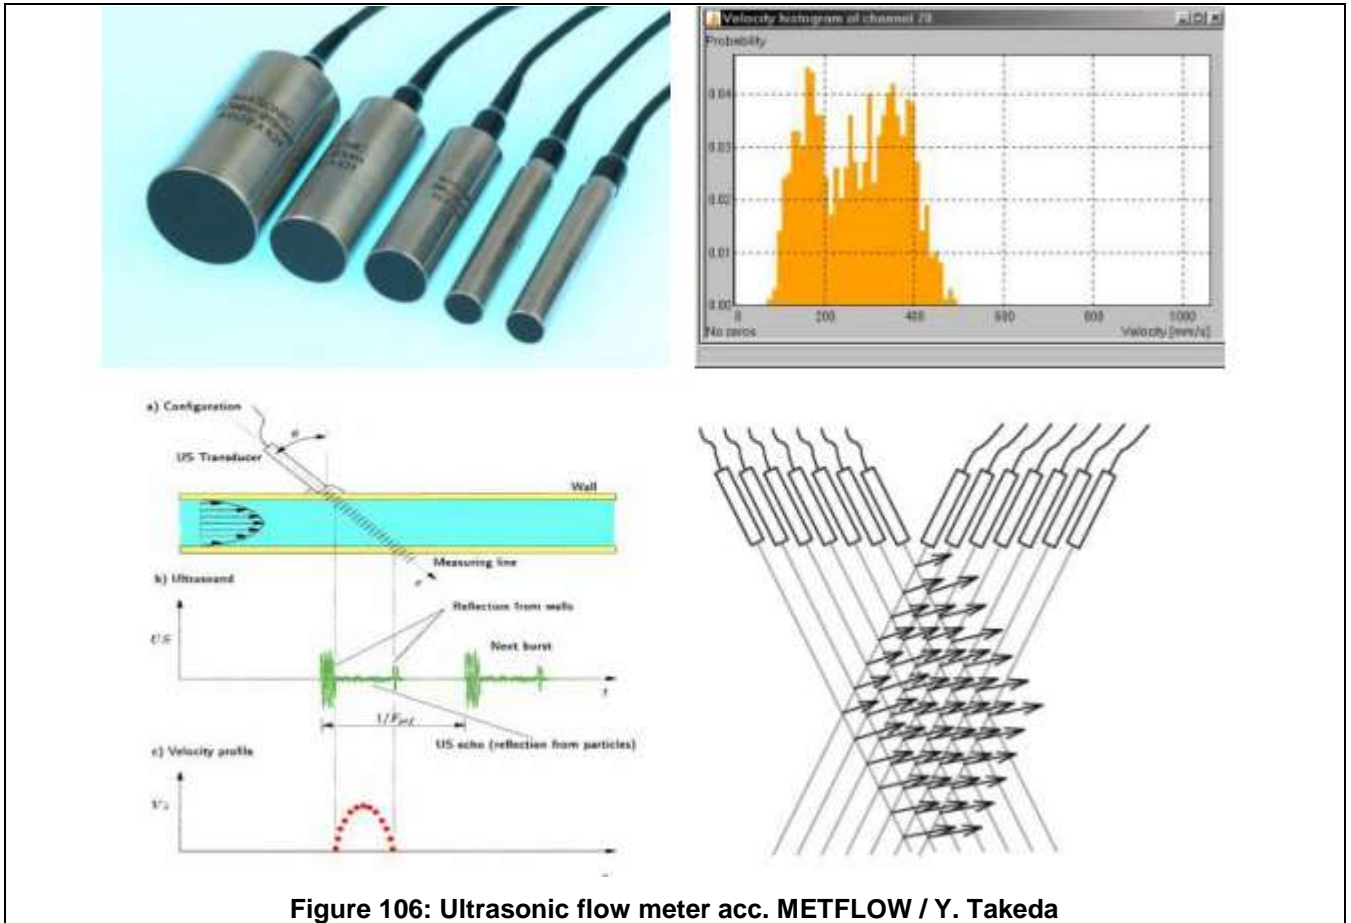 Velocity histogram of channel 78
Probability
0.04
0.03
0.02
0.01
0.00
0 200 400 600 800 1000
No zeros Velocity [mm/s]
a) Configuration
US Transducer
Wall
Measuring line
b) Ultrasound
Reflection from walls
US
Next burst
t
1/F
US echo (reflection from particles)
c) Velocity profile
Figure 106: Ultrasonic flow meter acc. METFLOW / Y. Takeda